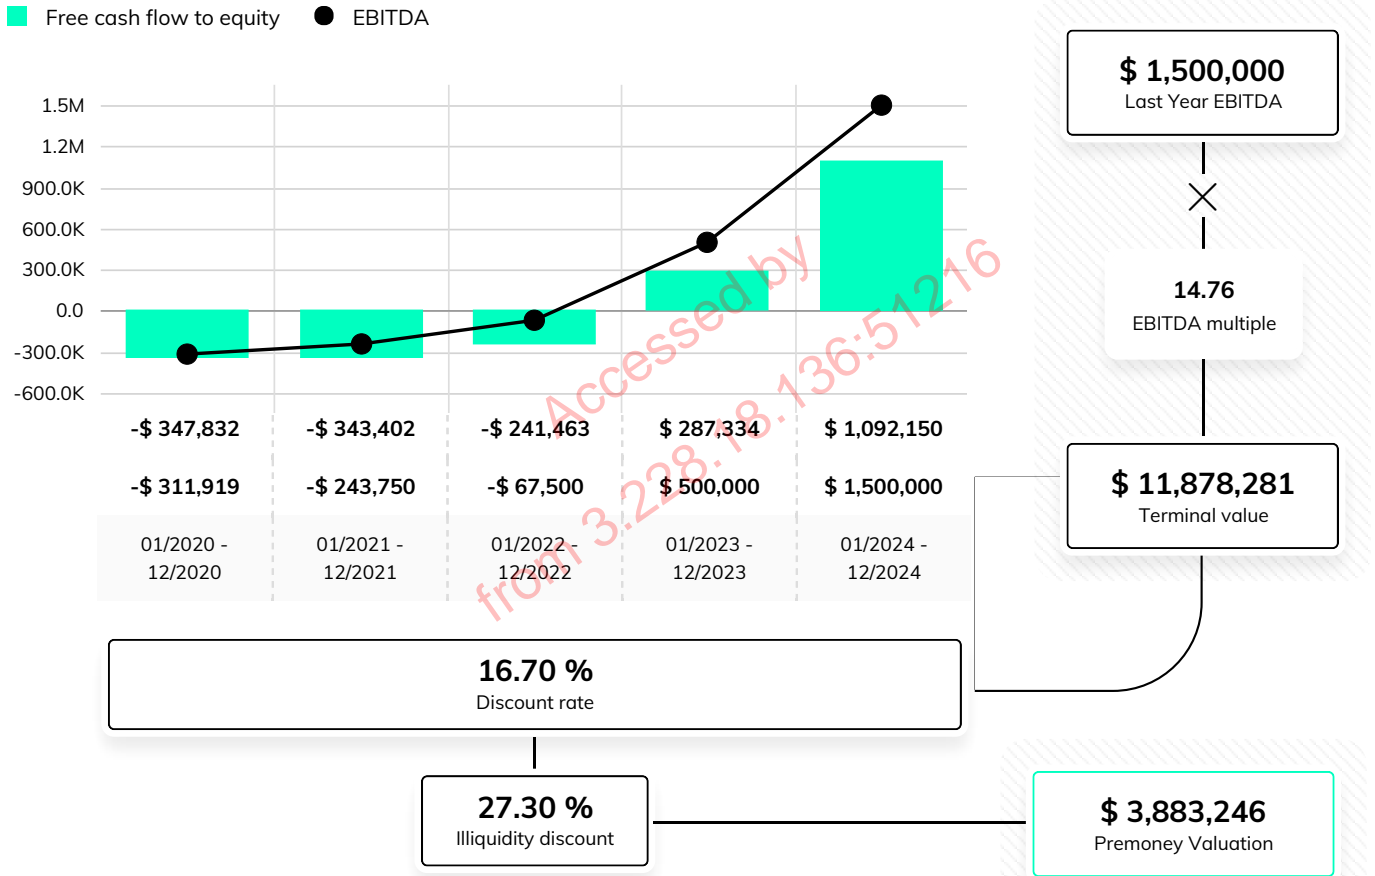 Free cash flow to equity
EBITDA
1.5M
1.2M
900.0K
600.0K
300.0K
0.0
-300.0K
-600.0K
-$ 347,832
-$ 343,402
-$ 241,463
$ 287,334
$ 1,092,150
-$ 311,919
-$ 243,750
-$ 67,500
$ 500,000
$ 1,500,000
01/2020 -
12/2020
01/2021 -
12/2021
01/2022 -
12/2022
01/2023 -
12/2023
01/2024 -
12/2024
Accessed by
from 3.228.18.136:51216
$ 1,500,000
Last Year EBITDA
14.76
EBITDA multiple
$ 11,878,281
Terminal value
16.70 %
Discount rate
27.30 %
Illiquidity discount
$ 3,883,246
Premoney Valuation